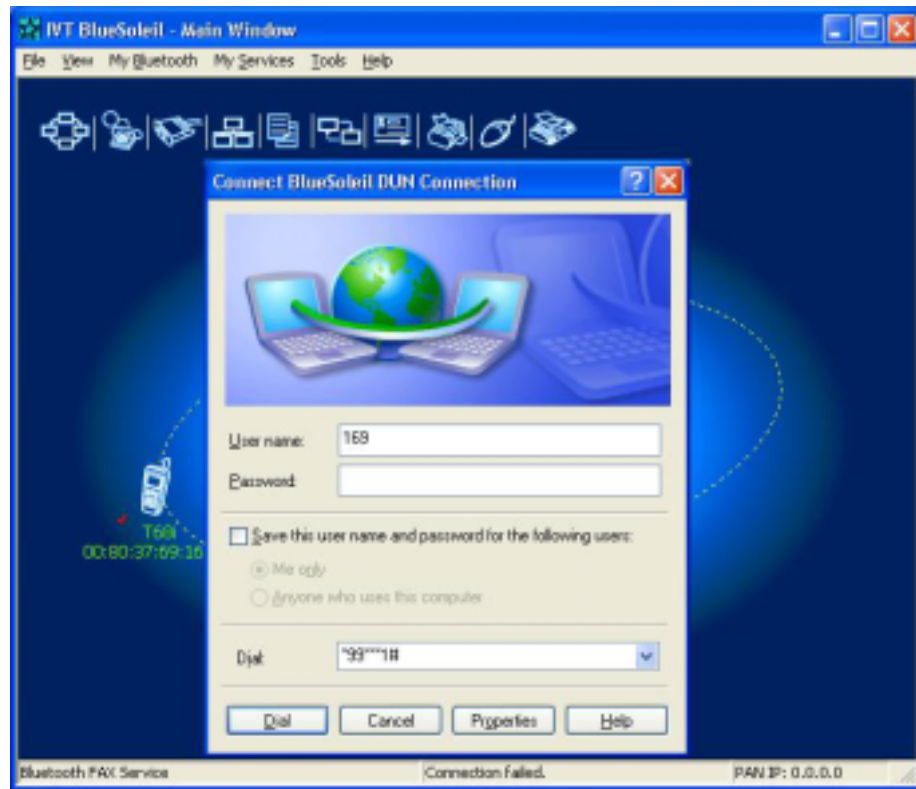 IVT BlueSoleil - Main Window
File View My Bluetooth My Services Tools Help
Connect BlueSoleil DUN Connection
User name: 169
Password:
T68i
00:80:37:69:16
Save this user name and password for the following users:
Me only
Anyone who uses this computer
Dial: *99***1#
Dial Cancel Properties Help
Bluetooth FAX Service Connection failed. PAN IP: 0.0.0.0